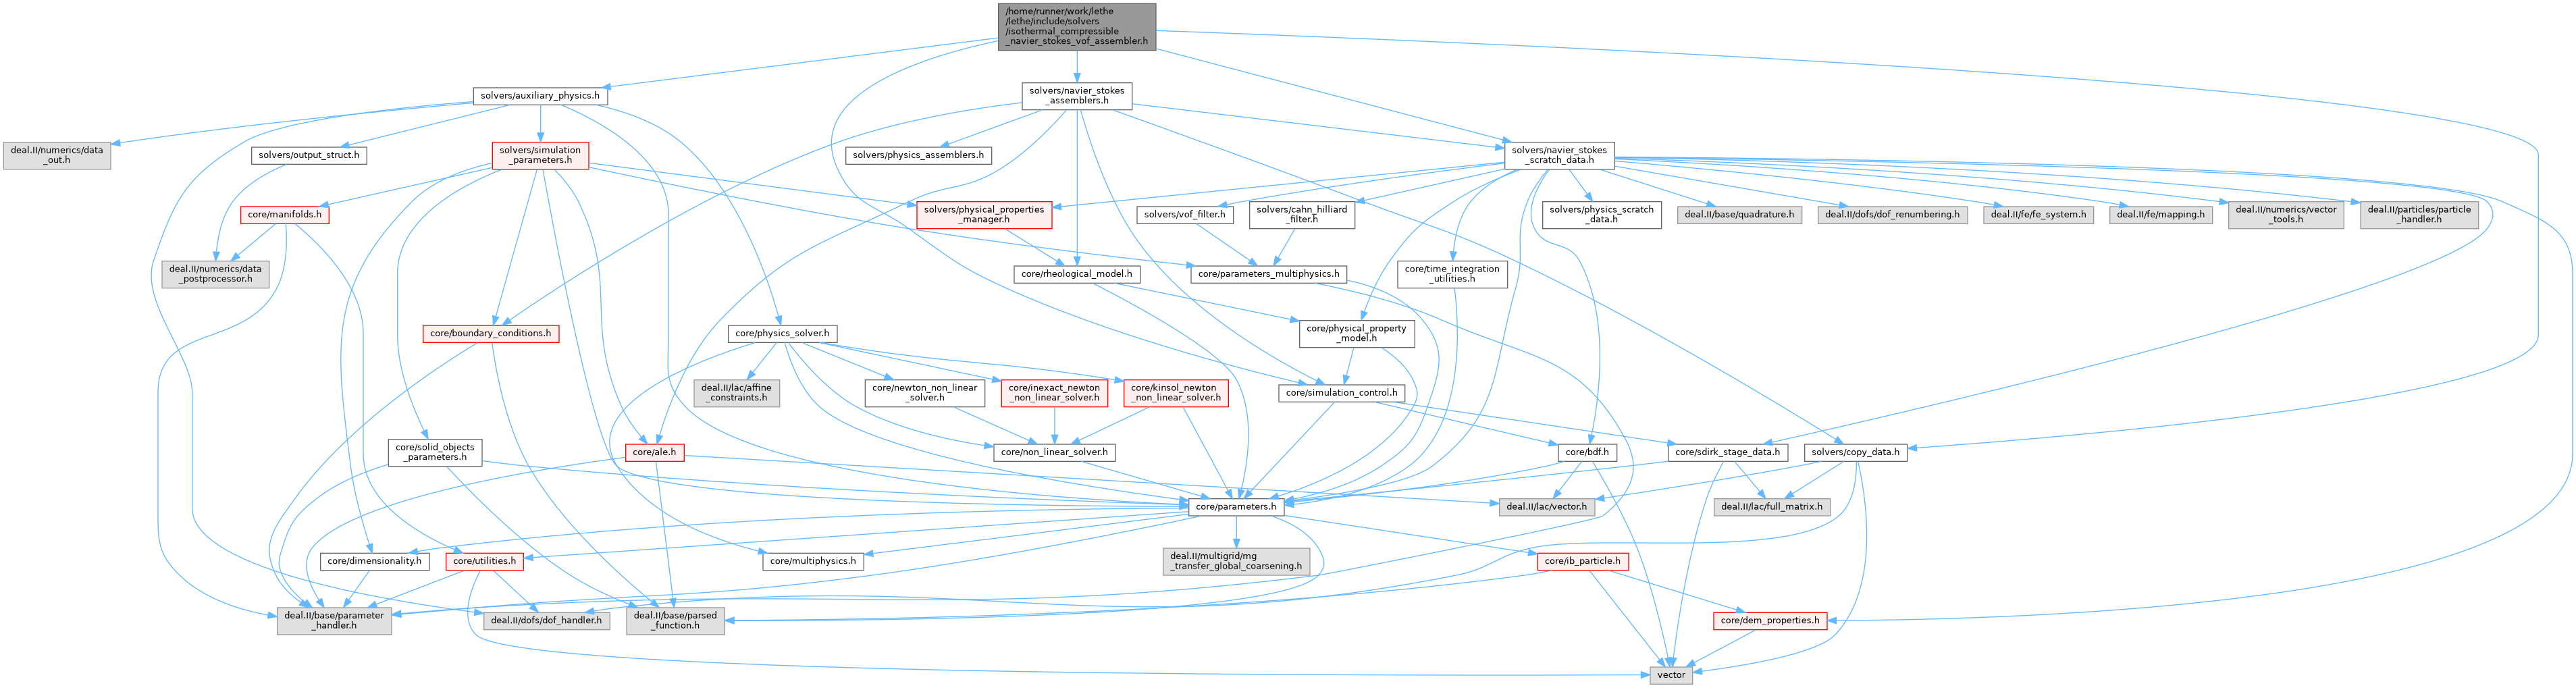 /home/runner/work/lethe
/lethe/include/solvers
/isothermal_compressible
_navier_stokes_vof_assembler.h
solvers/auxiliary_physics.h
solvers/navier_stokes
_assemblers.h
deal.II/numerics/data
_out.h
solvers/output_struct.h
solvers/simulation
_parameters.h
solvers/physics_assemblers.h
solvers/navier_stokes
_scratch_data.h
core/manifolds.h
solvers/physical_properties
_manager.h
solvers/vof_filter.h
solvers/cahn_hilliard
_filter.h
solvers/physics_scratch
_data.h
deal.II/base/quadrature.h
deal.II/dofs/dof_renumbering.h
deal.II/fe/fe_system.h
deal.II/fe/mapping.h
deal.II/numerics/vector
_tools.h
deal.II/particles/particle
_handler.h
deal.II/numerics/data
_postprocessor.h
core/rheological_model.h
core/parameters_multiphysics.h
core/time_integration
_utilities.h
core/boundary_conditions.h
core/physics_solver.h
core/physical_property
_model.h
deal.II/lac/affine
_constraints.h
core/newton_non_linear
_solver.h
core/inexact_newton
_non_linear_solver.h
core/kinsol_newton
_non_linear_solver.h
core/simulation_control.h
core/solid_objects
_parameters.h
core/ale.h
core/non_linear_solver.h
core/bdf.h
core/sdirk_stage_data.h
solvers/copy_data.h
core/parameters.h
deal.II/lac/vector.h
deal.II/lac/full_matrix.h
core/dimensionality.h
core/utilities.h
core/multiphysics.h
deal.II/multigrid/mg
_transfer_global_coarsening.h
core/ib_particle.h
deal.II/base/parameter
_handler.h
deal.II/dofs/dof_handler.h
deal.II/base/parsed
_function.h
core/dem_properties.h
vector